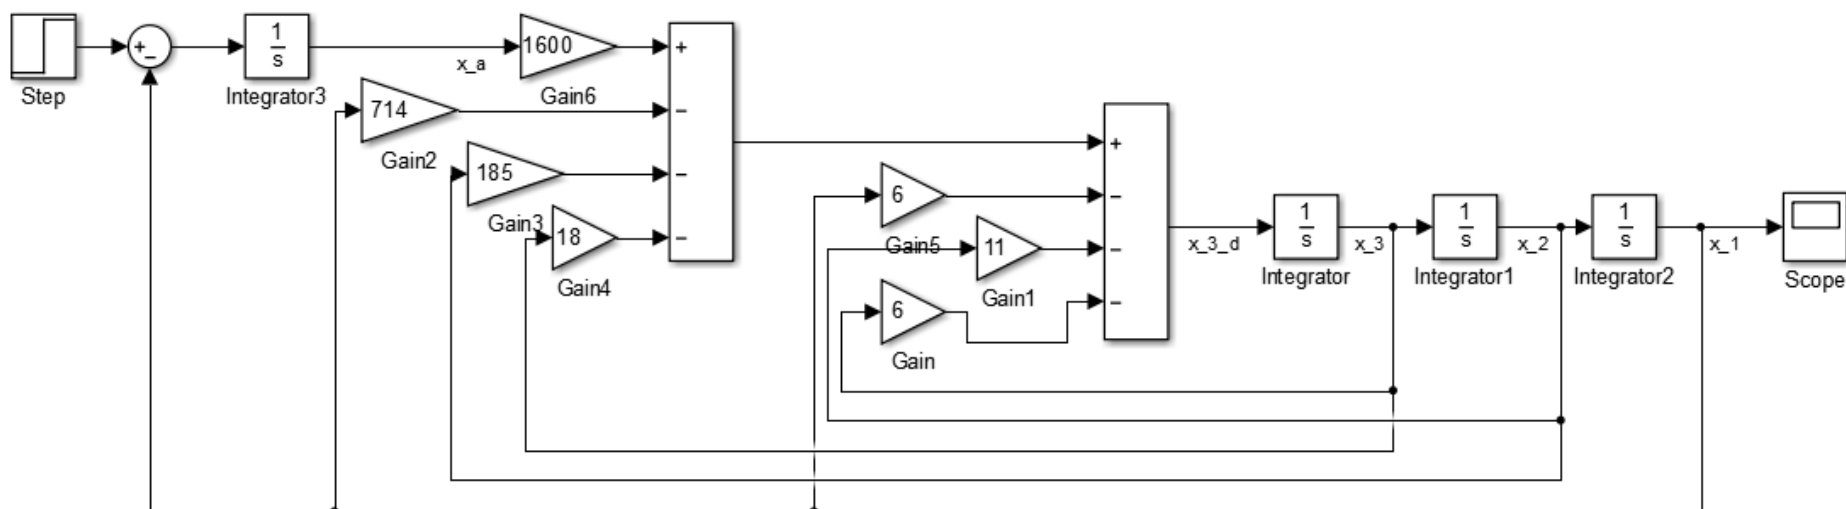 +
−
1
s
1600
+
x_a
Step
Integrator3
Gain6
714
−
Gain2
185
−
+
Gain3
18
−
6
−
1
s
1
s
1
s
Gain5
11
−
x_3_d
x_3
x_2
x_1
Gain4
Gain1
Integrator
Integrator1
Integrator2
Scope
6
−
Gain